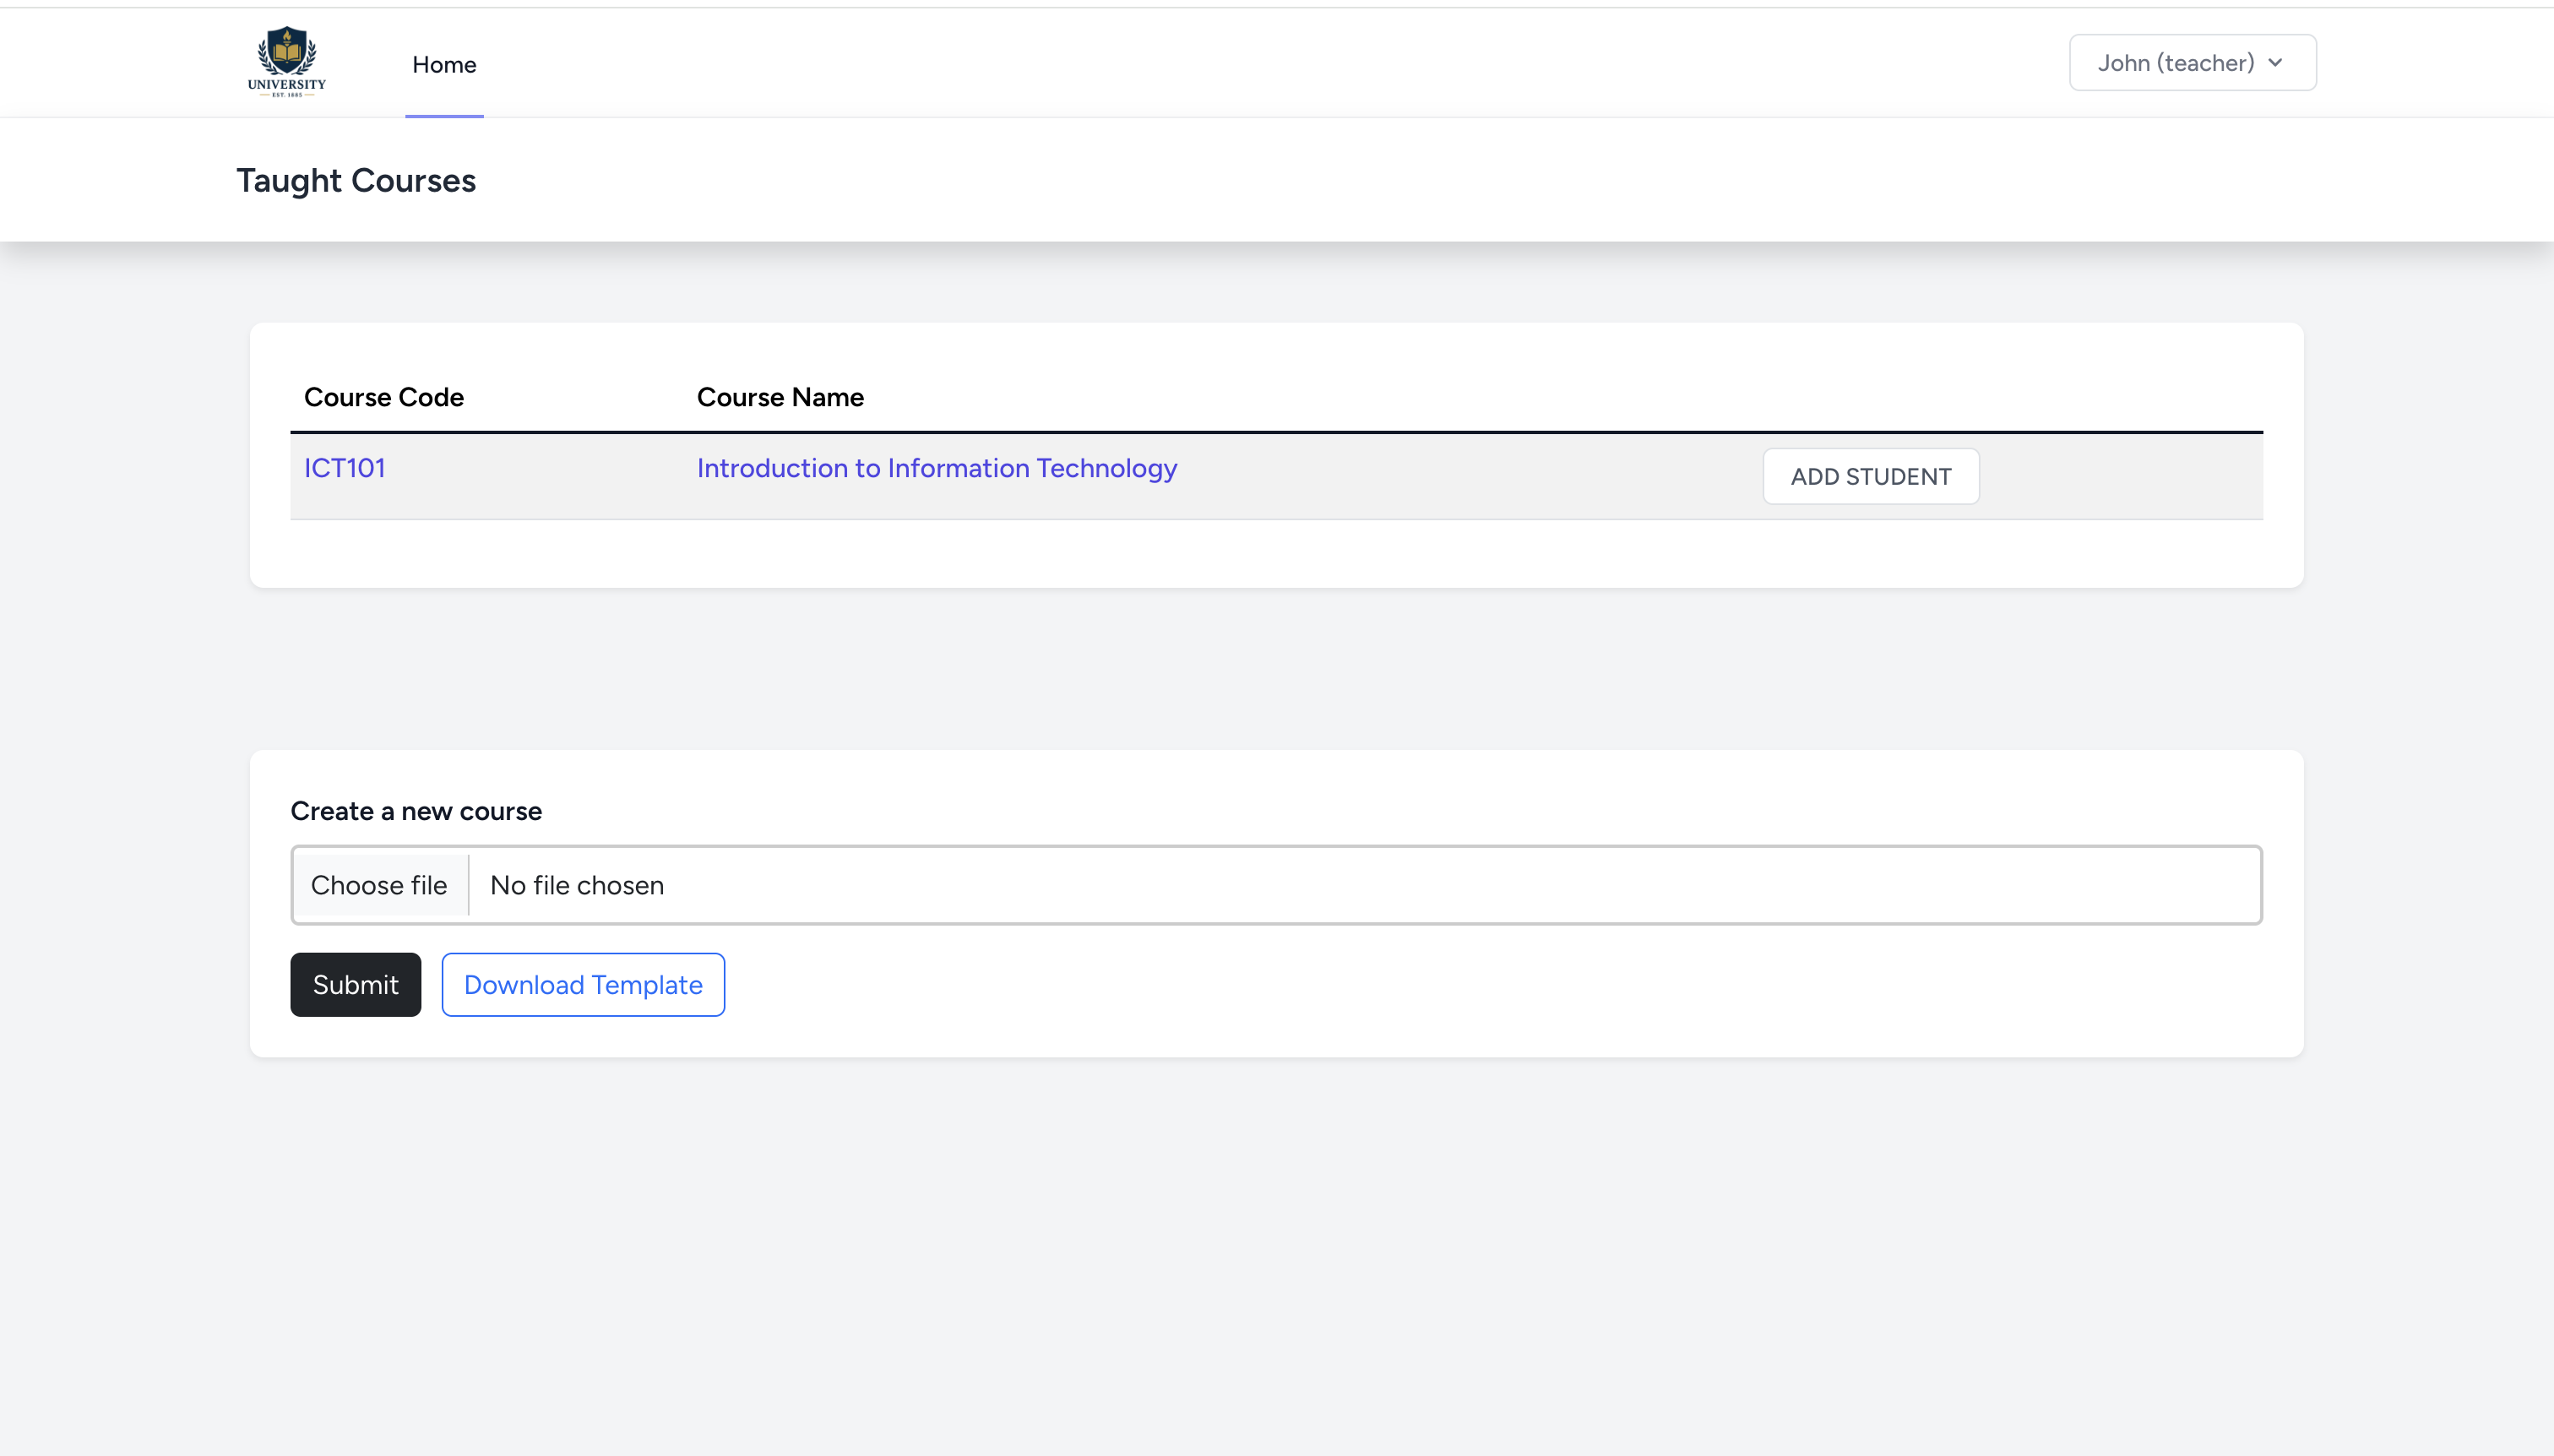 UNIVERSITY
EST. 1885
Home
John (teacher)
Taught Courses
Course Code Course Name
ICT101 Introduction to Information Technology ADD STUDENT
Create a new course
Choose file No file chosen
Submit Download Template